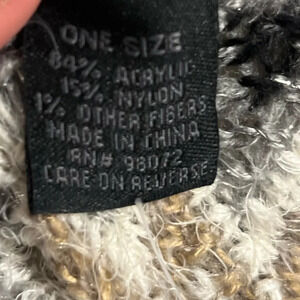 ONE SIZE
84% ACRYLIC
15% NYLON
1% OTHER FIBERS
MADE IN CHINA
RN# 98072
CARE ON REVERSE